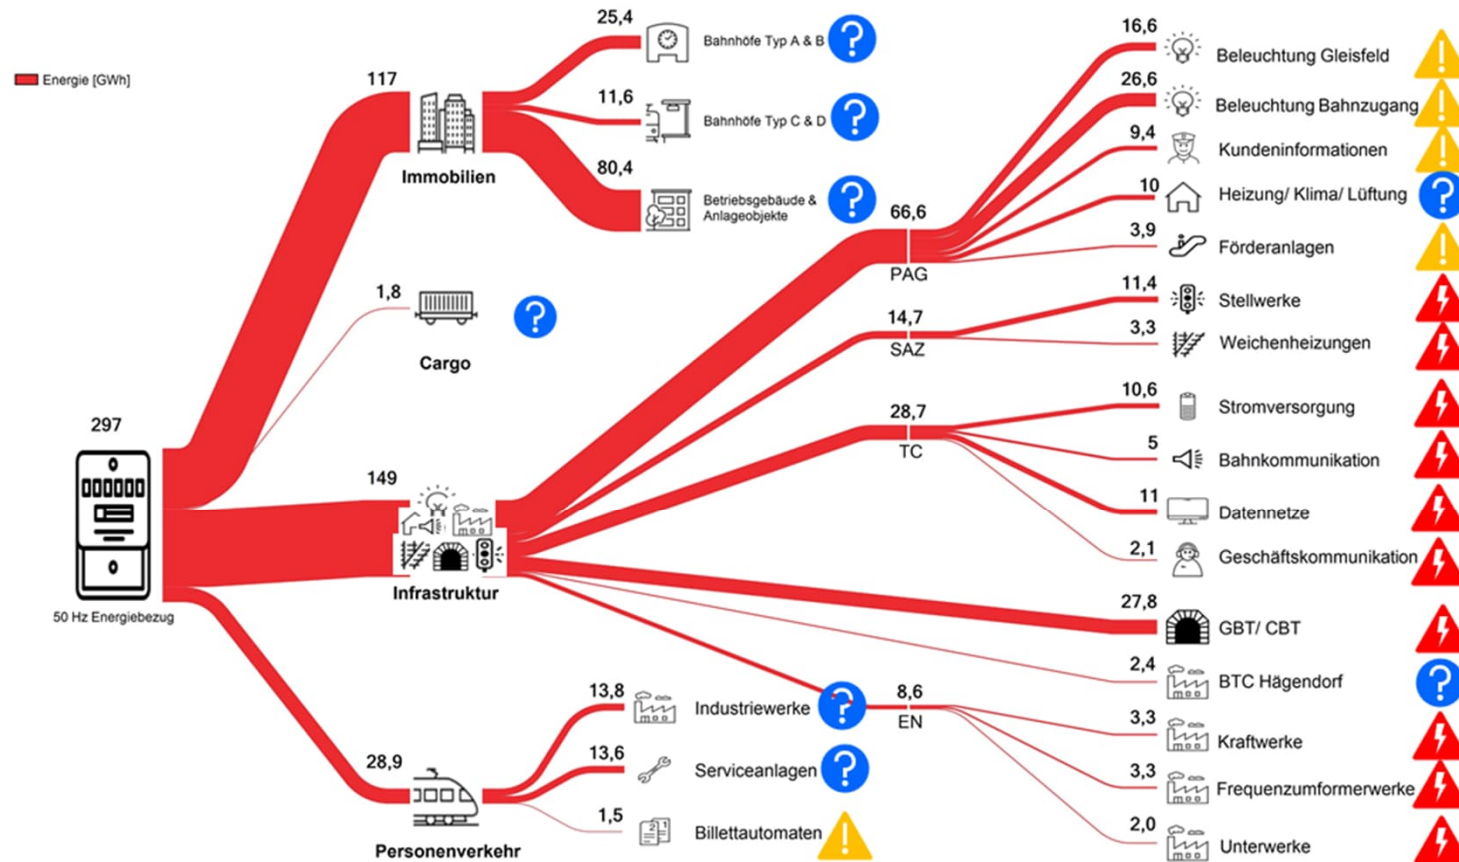 Energie [GWh]
297
50 Hz Energiebezug
117
Immobilien
25,4
Bahnhöfe Typ A & B
11,6
Bahnhöfe Typ C & D
80,4
Betriebsgebäude &
Anlageobjekte
1,8
Cargo
149
Infrastruktur
66,6
PAG
16,6
Beleuchtung Gleisfeld
26,6
Beleuchtung Bahnzugang
9,4
Kundeninformationen
10
Heizung/ Klima/ Lüftung
3,9
Förderanlagen
14,7
SAZ
11,4
Stellwerke
3,3
Weichenheizungen
28,7
TC
10,6
Stromversorgung
5
Bahnkommunikation
11
Datennetze
2,1
Geschäftskommunikation
27,8
GBT/ CBT
2,4
BTC Hägendorf
8,6
EN
3,3
Kraftwerke
3,3
Frequenzumformerwerke
2,0
Unterwerke
28,9
Personenverkehr
13,8
Industriewerke
13,6
Serviceanlagen
1,5
2 1
Billettautomaten